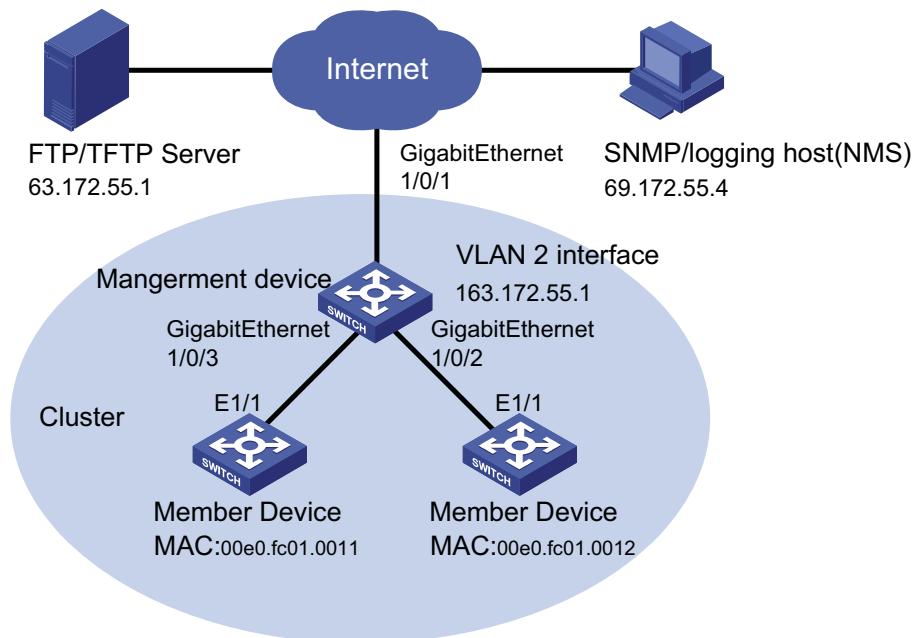 Internet
FTP/TFTP Server
63.172.55.1
GigabitEthernet
1/0/1
SNMP/logging host(NMS)
69.172.55.4
Mangerment device
VLAN 2 interface
163.172.55.1
SWITCH
GigabitEthernet
1/0/3
GigabitEthernet
1/0/2
Cluster
E1/1
E1/1
SWITCH
SWITCH
Member Device
MAC:00e0.fc01.0011
Member Device
MAC:00e0.fc01.0012